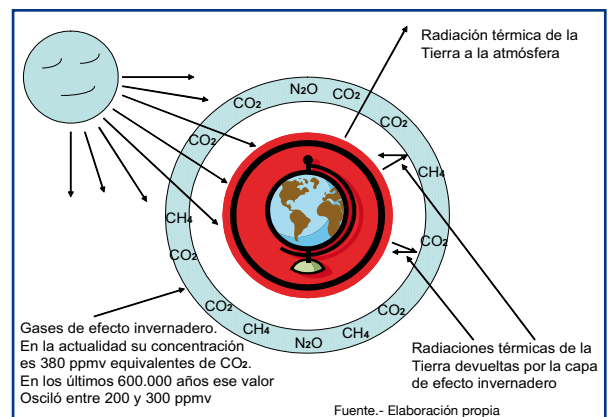 Radiación térmica de la
Tierra a la atmósfera
N₂O
CO₂
CO₂
CO₂
CO₂
CH₄
CH₄
CO₂
CO₂
CO₂
CO₂
CH₄
CH₄
N₂O
Gases de efecto invernadero.
En la actualidad su concentración
es 380 ppmv equivalentes de CO₂.
En los últimos 600.000 años ese valor
Osciló entre 200 y 300 ppmv
Radiaciones térmicas de la
Tierra devueltas por la capa
de efecto invernadero
Fuente.- Elaboración propia